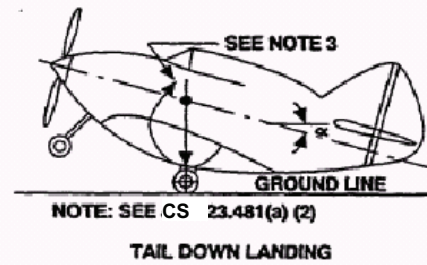 SEE NOTE 3
α
GROUND LINE
NOTE: SEE CS 23.481(a) (2)
TAIL DOWN LANDING